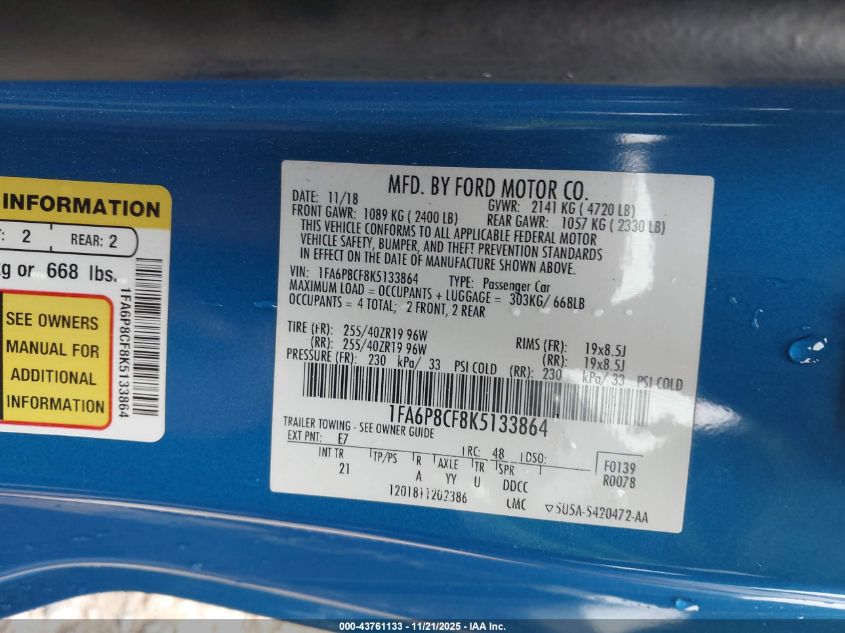 INFORMATION
2 REAR: 2
kg or 668 lbs.
SEE OWNERS
MANUAL FOR
ADDITIONAL
INFORMATION
1FA6P8CF8K5133864
MFD. BY FORD MOTOR CO.
DATE: 11/18 GVWR: 2141 KG ( 4720 LB)
FRONT GAWR: 1089 KG (2400 LB) REAR GAWR: 1057 KG ( 2330 LB)
THIS VEHICLE CONFORMS TO ALL APPLICABLE FEDERAL MOTOR
VEHICLE SAFETY, BUMPER, AND THEFT PREVENTION STANDARDS
IN EFFECT ON THE DATE OF MANUFACTURE SHOWN ABOVE.
VIN: 1FA6P8CF8K5133864 TYPE: Passenger Car
MAXIMUM LOAD = OCCUPANTS + LUGGAGE = 303KG/ 668LB
OCCUPANTS = 4 TOTAL; 2 FRONT, 2 REAR
TIRE (FR): 255/40ZR19 96W RIMS (FR): 19x8.5J
(RR): 255/40ZR19 96W (RR): 19x8.5J
PRESSURE (FR): 230 kPa/ 33 PSI COLD (RR): 230 kPa/ 33 PSI COLD
1FA6P8CF8K5133864
TRAILER TOWING - SEE OWNER GUIDE
EXT PNT: E7 RC: 48 DSO: F0139
INT TR TP/PS R AXLE TR SPR R0078
21 A YY U DDCC
1201811202386 LMC ▽5U5A-5420472-AA
000-43761133 - 11/21/2025 - IAA Inc.